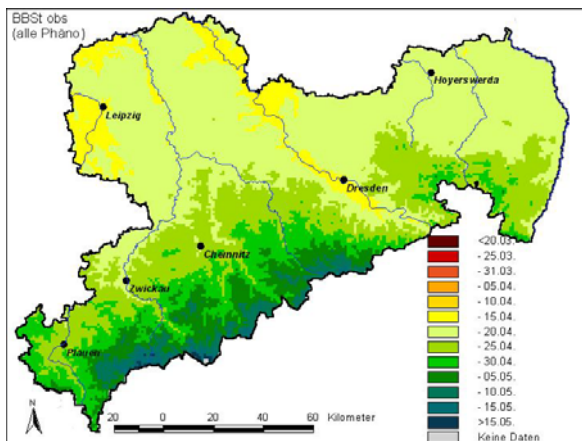 BBSt obs
(alle Phäno)
Hoyerswerda
Leipzig
Dresden
Chemnitz
Zwickau
Plauen
<20.03.
- 25.03.
- 31.03.
- 05.04.
- 10.04.
- 15.04.
- 20.04.
- 25.04.
- 30.04.
- 05.05.
- 10.05.
- 15.05.
>15.05.
Keine Daten
N
20 0 20 40 60 Kilometer